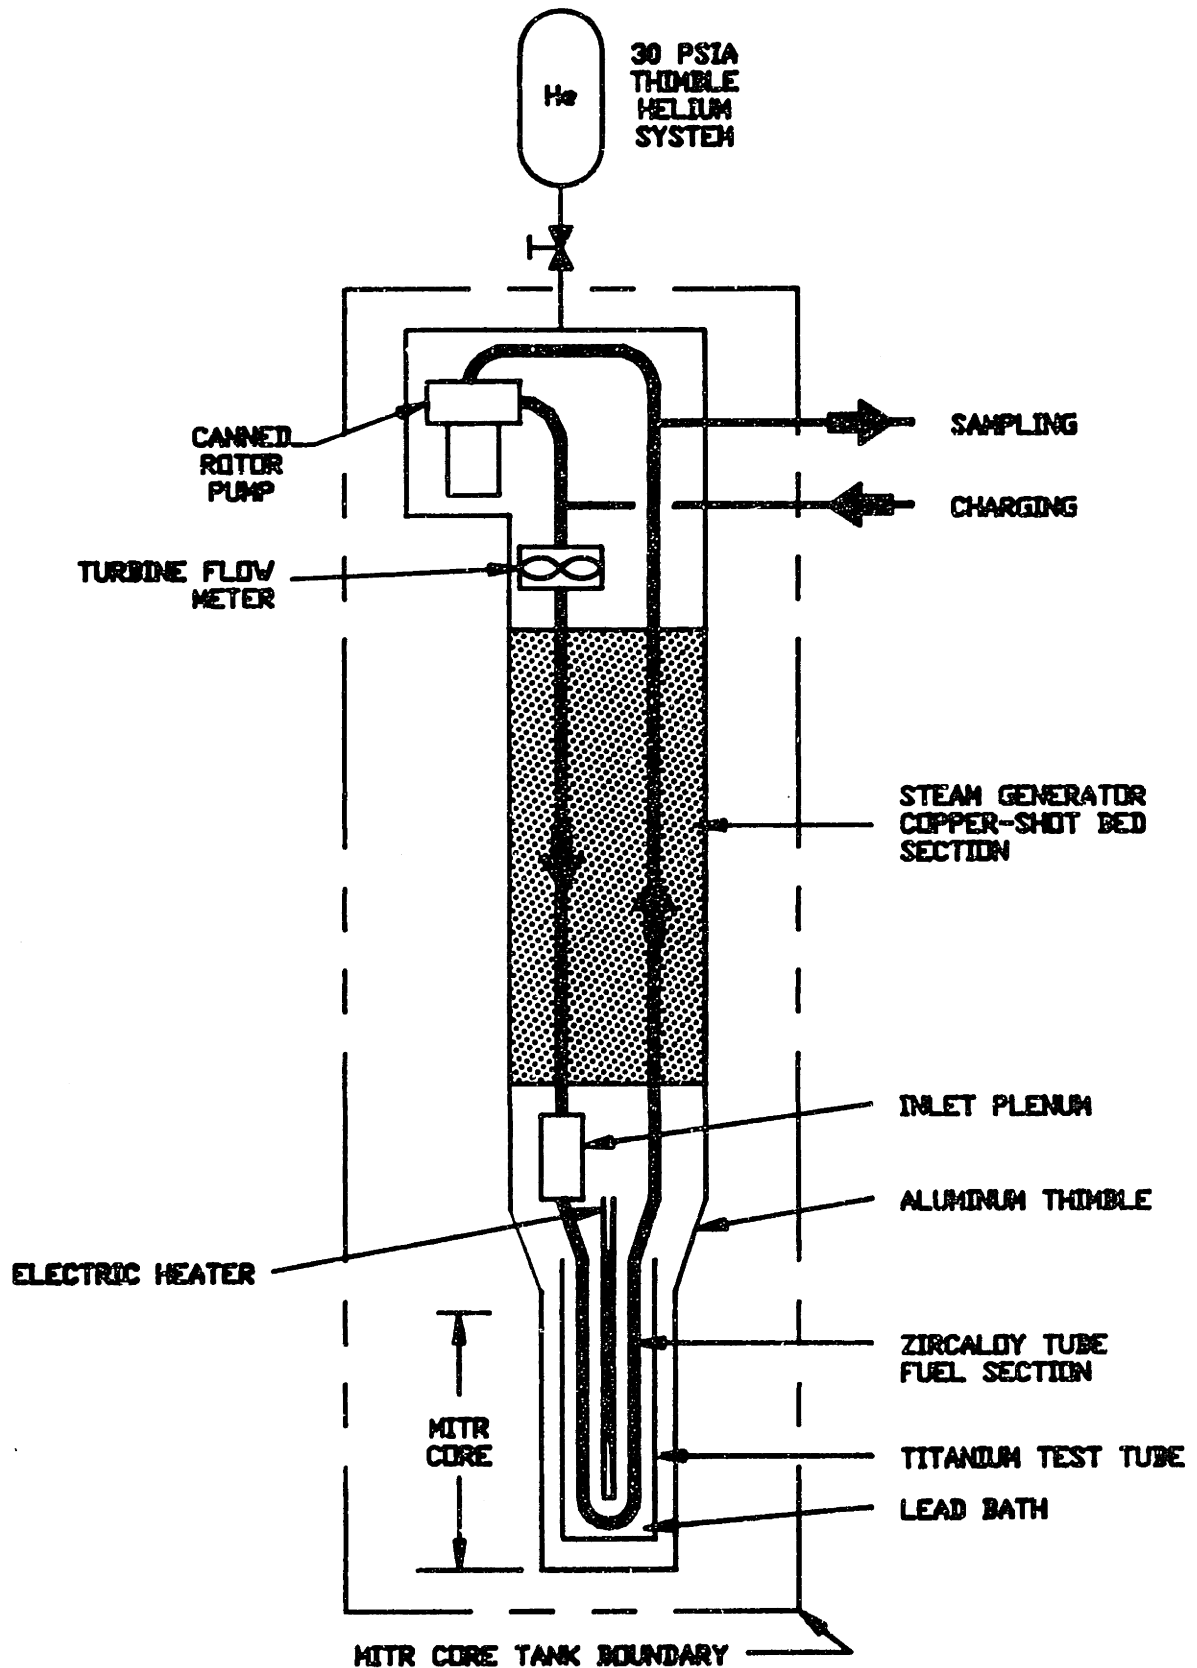 30 PSIA
THIMBLE
HELIUM
SYSTEM
He
CANNED
ROTOR
PUMP
SAMPLING
CHARGING
TURBINE FLOW
METER
STEAM GENERATOR
COPPER-SHOT BED
SECTION
INLET PLENUM
ALUMINUM THIMBLE
ELECTRIC HEATER
ZIRCALOY TUBE
FUEL SECTION
MITR
CORE
TITANIUM TEST TUBE
LEAD BATH
MITR CORE TANK BOUNDARY